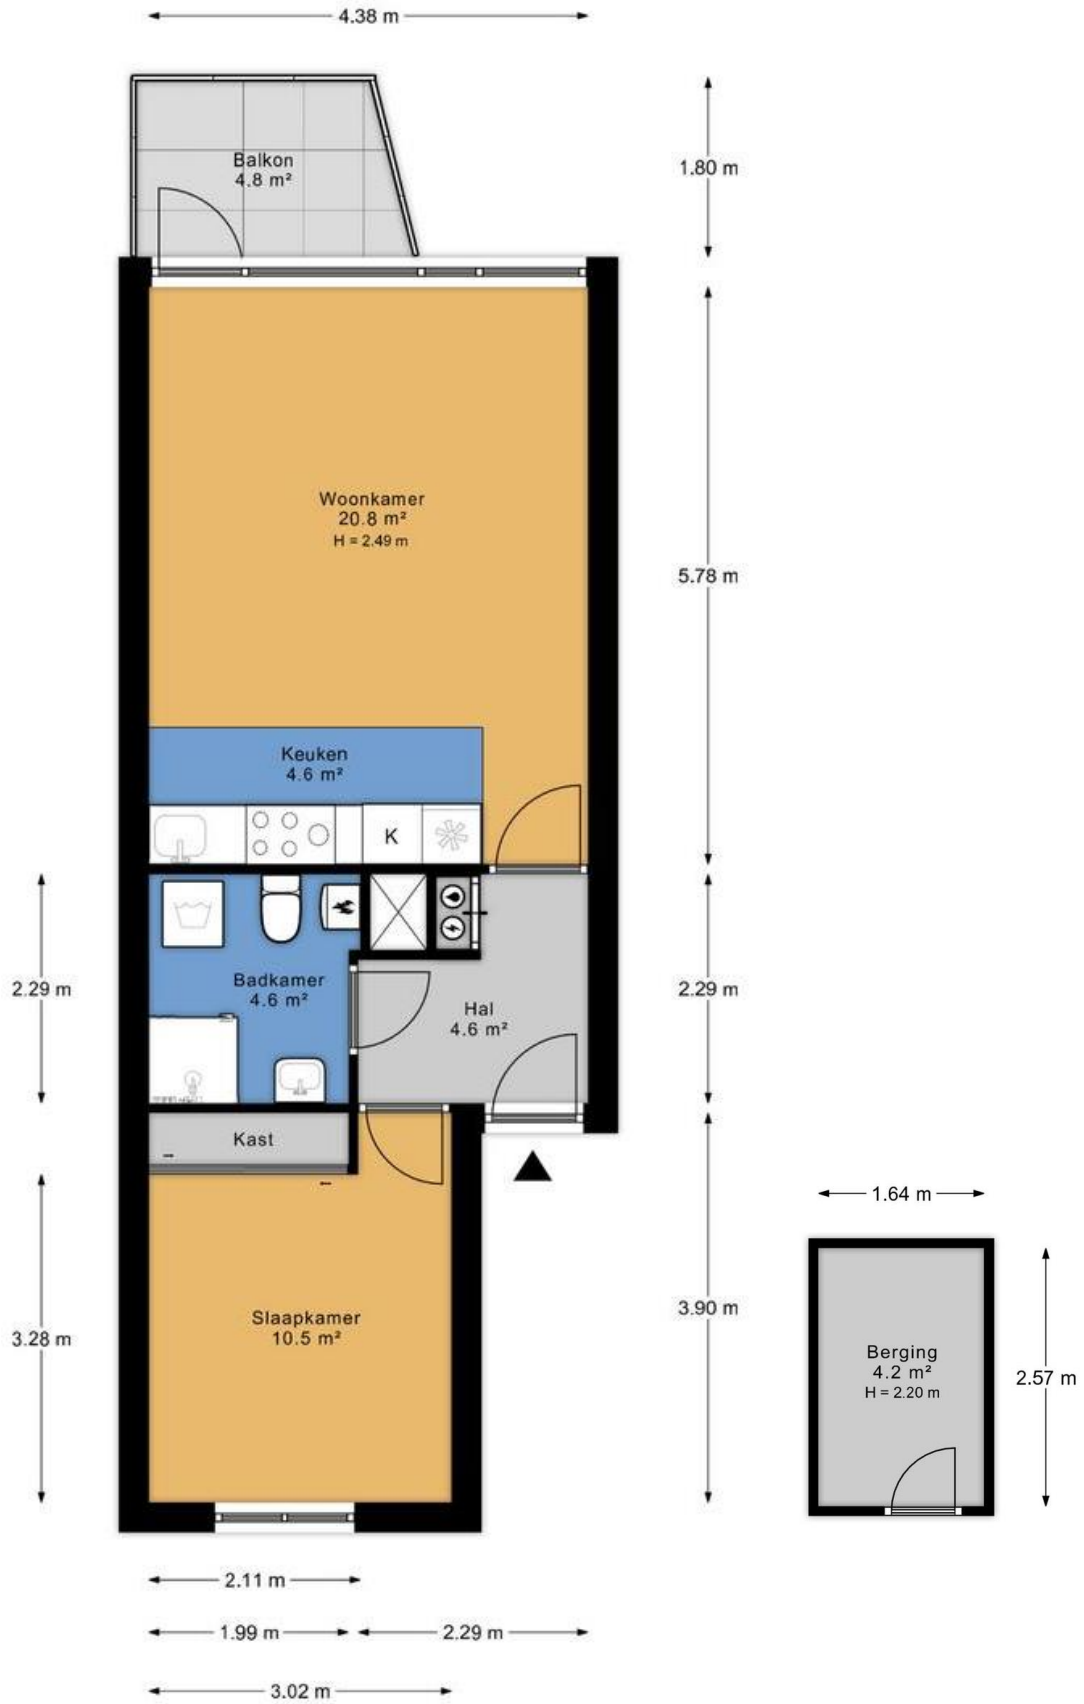 4.38 m
Balkon
4.8 m²
1.80 m
Woonkamer
20.8 m²
H = 2.49 m
5.78 m
Keuken
4.6 m²
K
Badkamer
4.6 m²
2.29 m
Hal
4.6 m²
2.29 m
Kast
Slaapkamer
10.5 m²
3.28 m
3.90 m
1.64 m
Berging
4.2 m²
H = 2.20 m
2.57 m
2.11 m
1.99 m
2.29 m
3.02 m